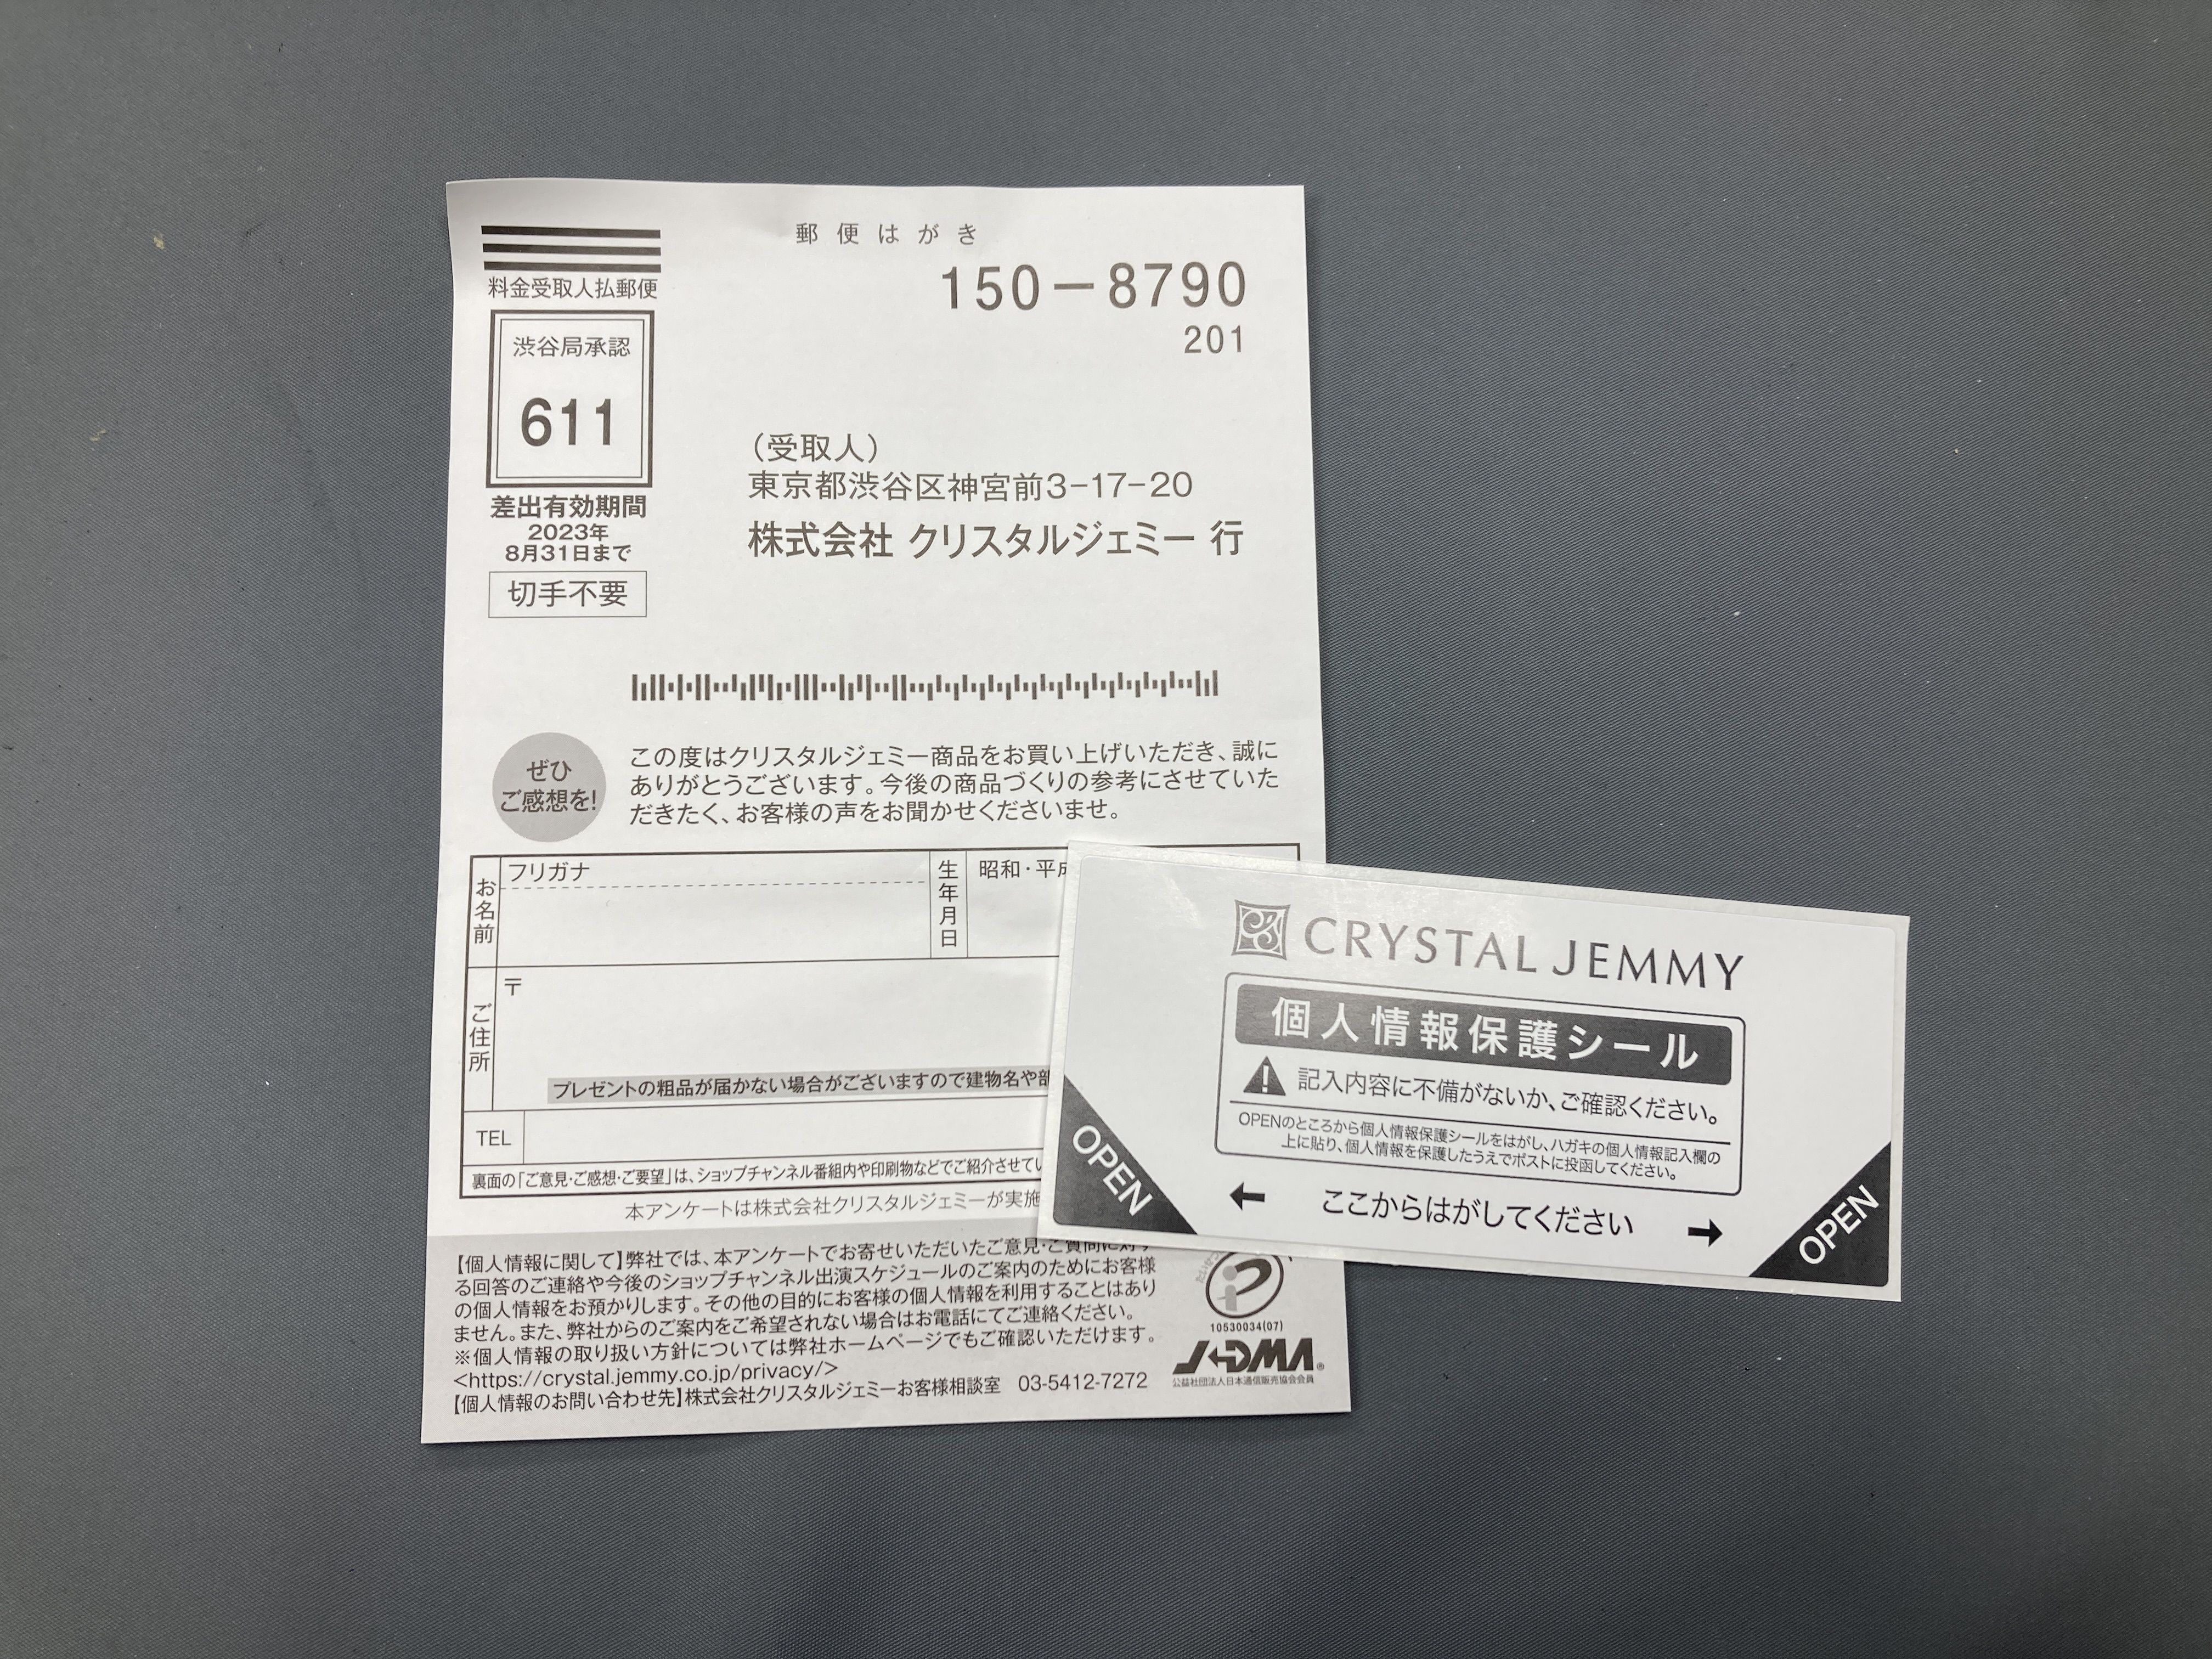 郵便はがき
料金受取人払郵便
渋谷局承認
611
差出有効期間
2023年
8月31日まで
切手不要
150-8790
201
（受取人）
東京都渋谷区神宮前3-17-20
株式会社 クリスタルジェミー 行
ぜひ
ご感想を!
この度はクリスタルジェミー商品をお買い上げいただき、誠に
ありがとうございます。今後の商品づくりの参考にさせていた
だきたく、お客様の声をお聞かせくださいませ。
お名前
フリガナ
生年月日
昭和・平成
ご住所
〒
プレゼントの粗品が届かない場合がございますので建物名や部
TEL
裏面の「ご意見・ご感想・ご要望」は、ショップチャンネル番組内や印刷物などでご紹介させてい
本アンケートは株式会社クリスタルジェミーが実施
【個人情報に関して】弊社では、本アンケートでお寄せいただいたご意見・ご質問に対す
る回答のご連絡や今後のショップチャンネル出演スケジュールのご案内のためにお客様
の個人情報をお預かりします。その他の目的にお客様の個人情報を利用することはあり
ません。また、弊社からのご案内をご希望されない場合はお電話にてご連絡ください。
※個人情報の取り扱い方針については弊社ホームページでもご確認いただけます。
<https://crystal.jemmy.co.jp/privacy/>
【個人情報のお問い合わせ先】株式会社クリスタルジェミーお客様相談室 03-5412-7272
10530034(07)
JDMA®
公益社団法人日本通信販売協会会員
CRYSTAL JEMMY
個人情報保護シール
記入内容に不備がないか、ご確認ください。
OPENのところから個人情報保護シールをはがし、ハガキの個人情報記入欄の
上に貼り、個人情報を保護したうえでポストに投函してください。
← ここからはがしてください →
OPEN
OPEN